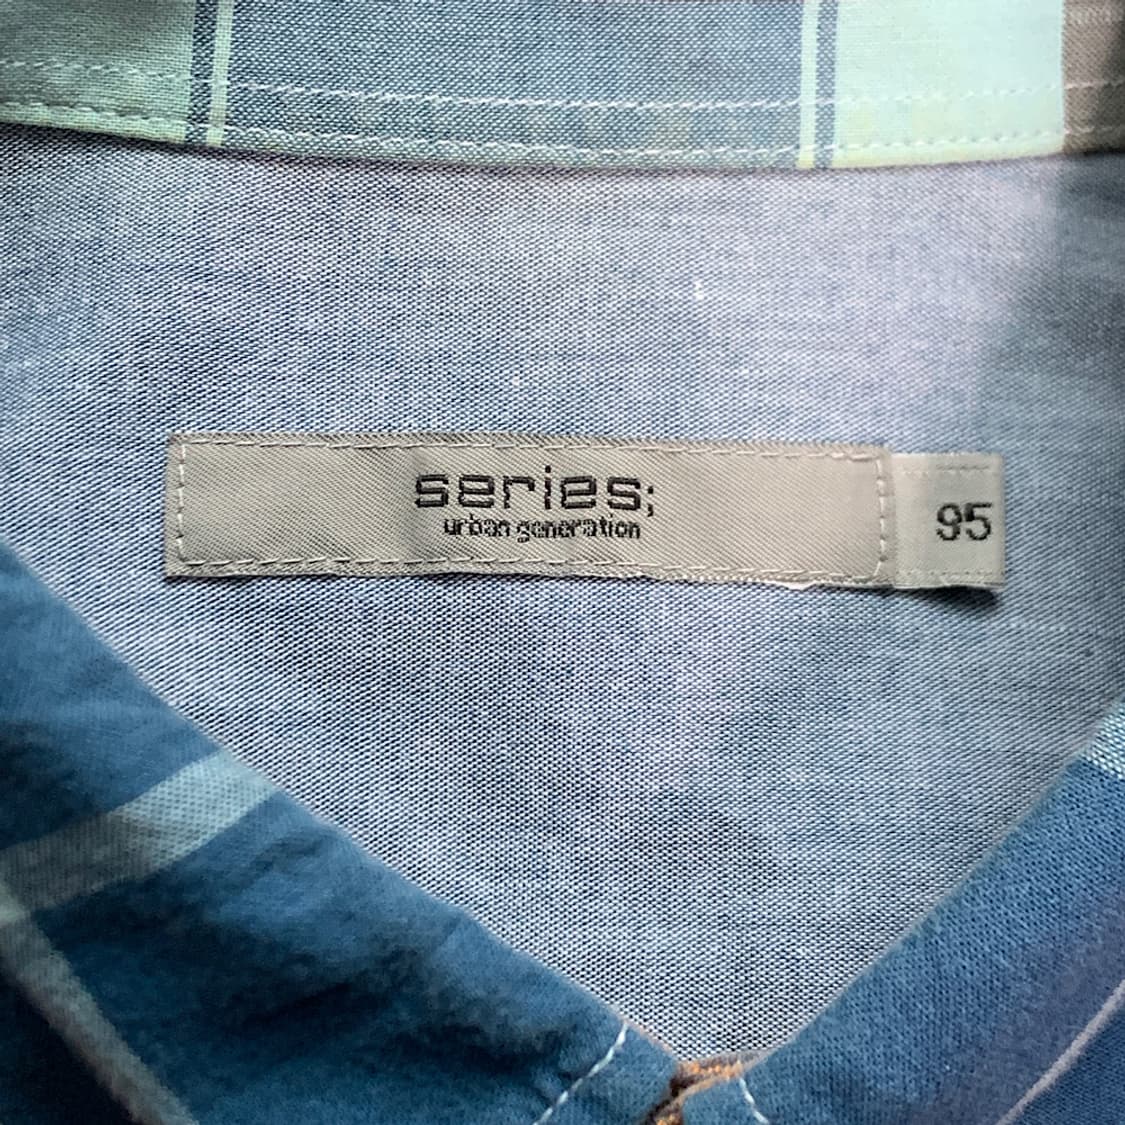 series;
urban generation
95